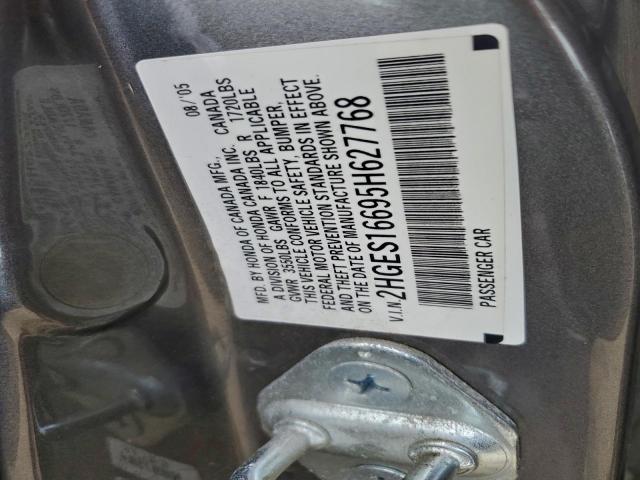 MFD. BY HONDA OF CANADA MFG., CANADA 08/'05
A DIVISION OF HONDA CANADA INC.
GVWR 3550LBS GAWR F 1840LBS R 1720LBS
THIS VEHICLE CONFORMS TO ALL APPLICABLE
FEDERAL MOTOR VEHICLE SAFETY, BUMPER,
AND THEFT PREVENTION STANDARDS IN EFFECT
ON THE DATE OF MANUFACTURE SHOWN ABOVE.
V.I.N. 2HGES16695H627768
PASSENGER CAR